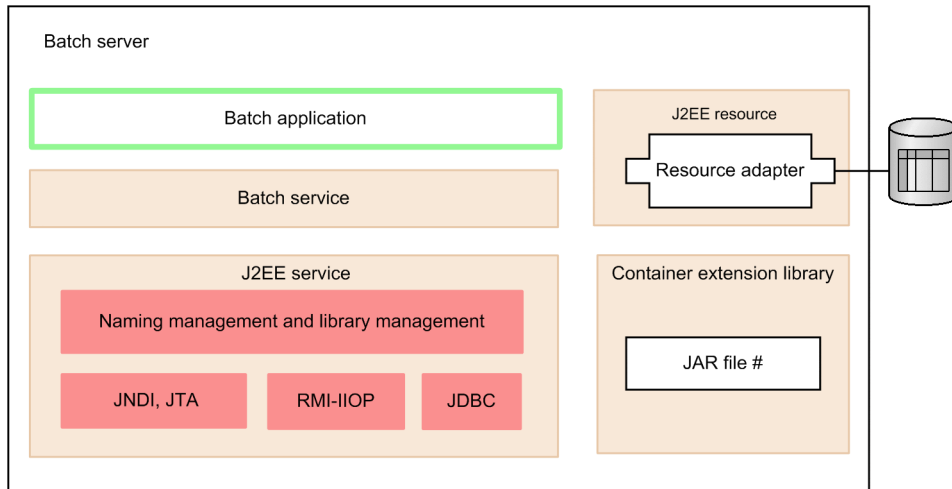 Batch server
Batch application
Batch service
J2EE service
Naming management and library management
JNDI, JTA
RMI-IIOP
JDBC
J2EE resource
Resource adapter
Container extension library
JAR file #